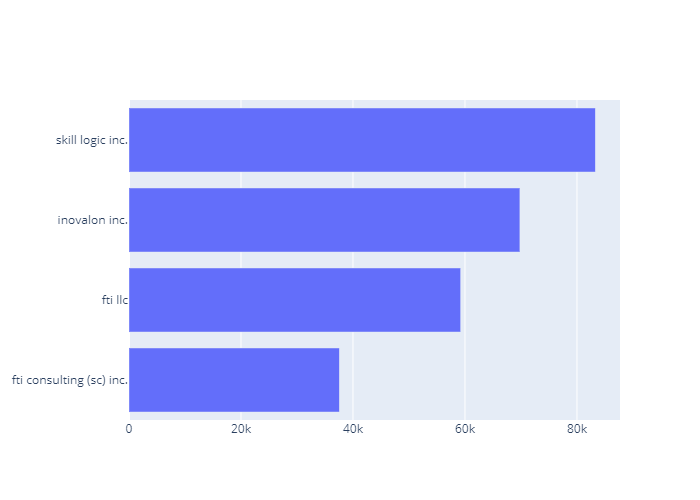 skill logic inc.
inovalon inc.
fti llc
fti consulting (sc) inc.
0 20k 40k 60k 80k